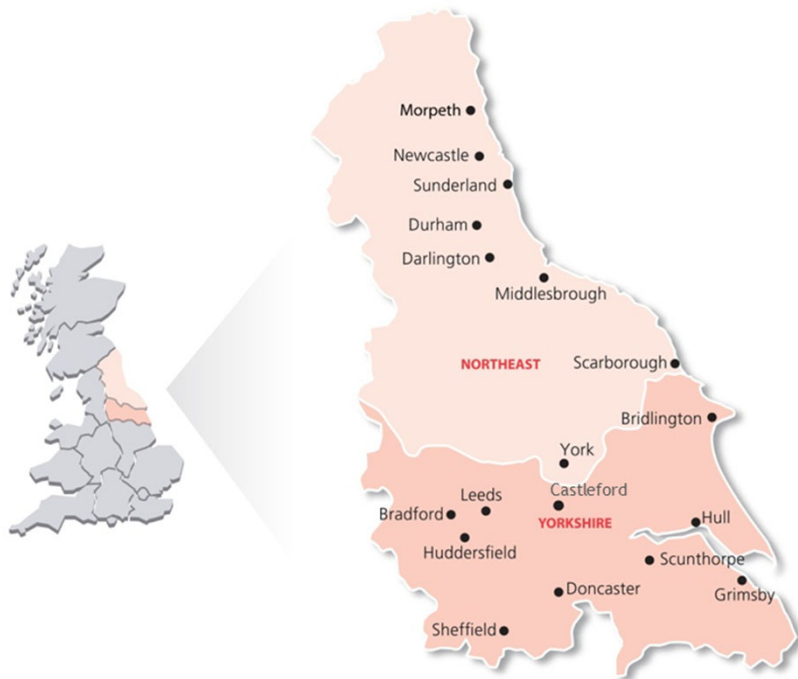 Morpeth
Newcastle
Sunderland
Durham
Darlington
Middlesbrough
NORTHEAST
Scarborough
Bridlington
York
Castleford
Leeds
Bradford
YORKSHIRE
Hull
Huddersfield
Scunthorpe
Doncaster
Grimsby
Sheffield